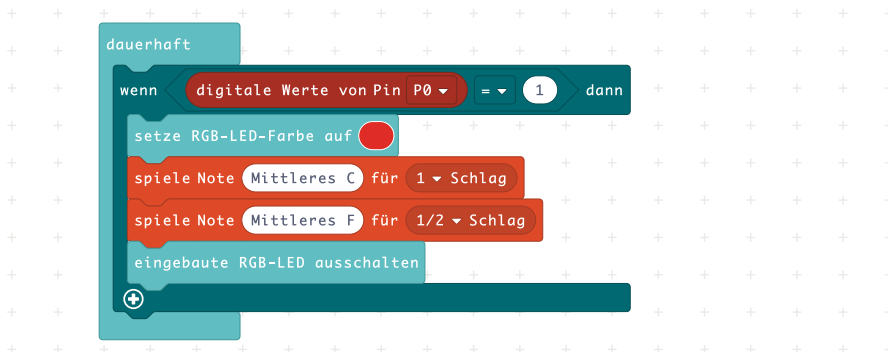 dauerhaft
wenn digitale Werte von Pin P0 = 1 dann
setze RGB-LED-Farbe auf
spiele Note Mittleres C für 1 Schlag
spiele Note Mittleres F für 1/2 Schlag
eingebaute RGB-LED ausschalten